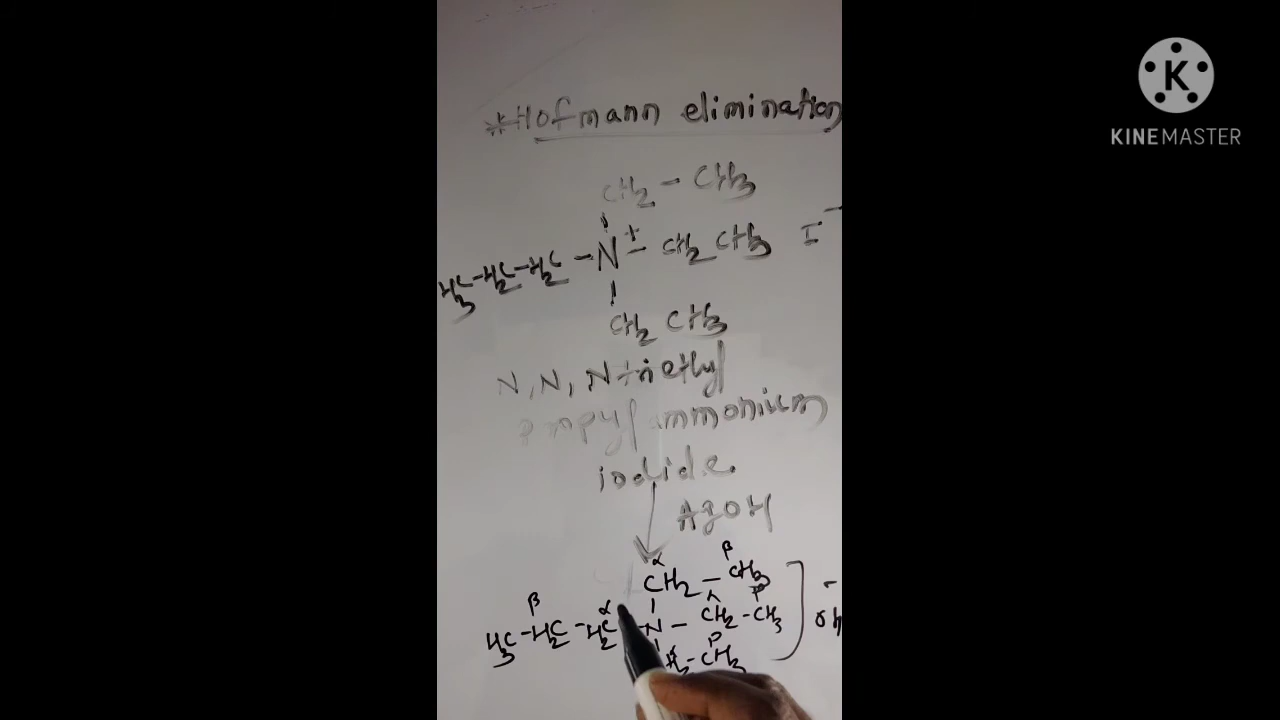 *Hofmann elimination
CH2 - CH3
H3C - H2C - H2C - N+ - CH2 CH3 I-
CH2 CH3
N, N, N triethyl
propyl ammonium
iodide
AgOH
α β
CH2 - CH3
β α β
H3C - H2C - H2C N - CH2 - CH3 - OH
β
CH3
K
KINEMASTER